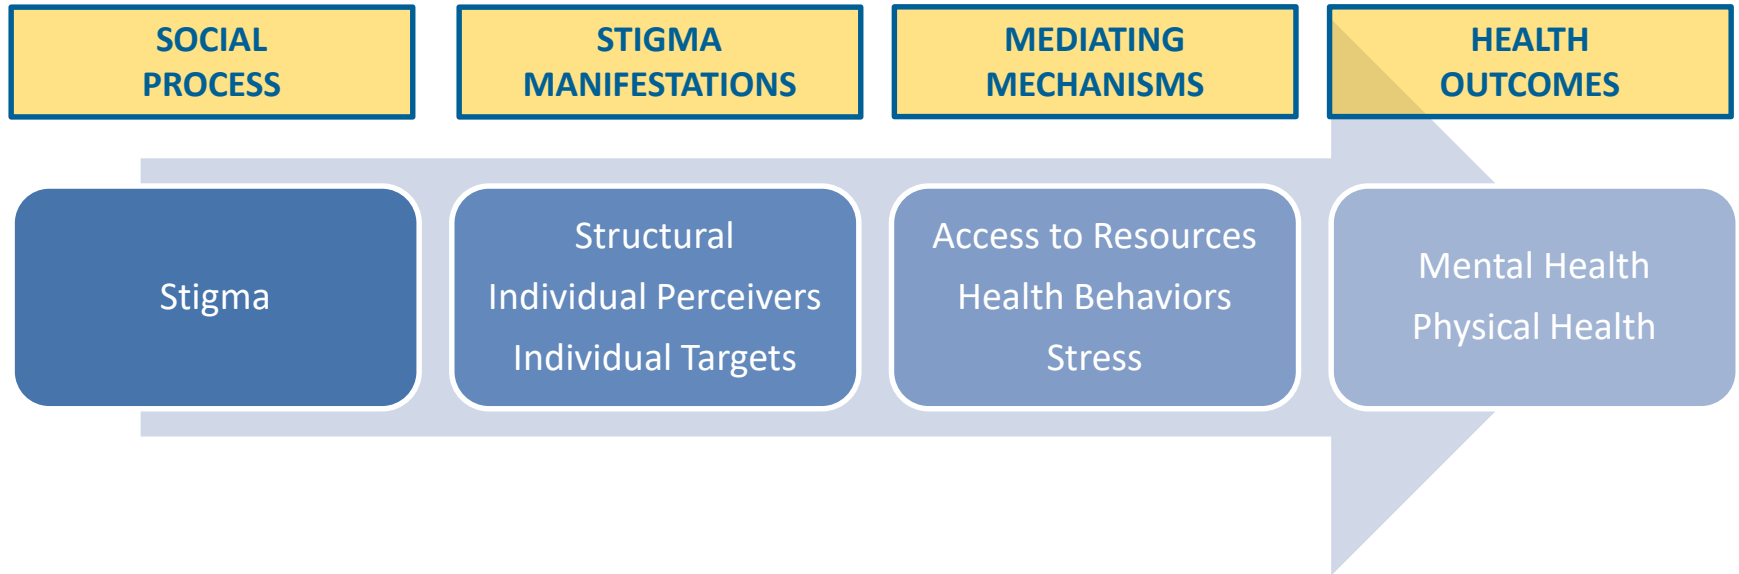 SOCIAL
PROCESS
STIGMA
MANIFESTATIONS
MEDIATING
MECHANISMS
HEALTH
OUTCOMES
Stigma
Structural
Individual Perceivers
Individual Targets
Access to Resources
Health Behaviors
Stress
Mental Health
Physical Health